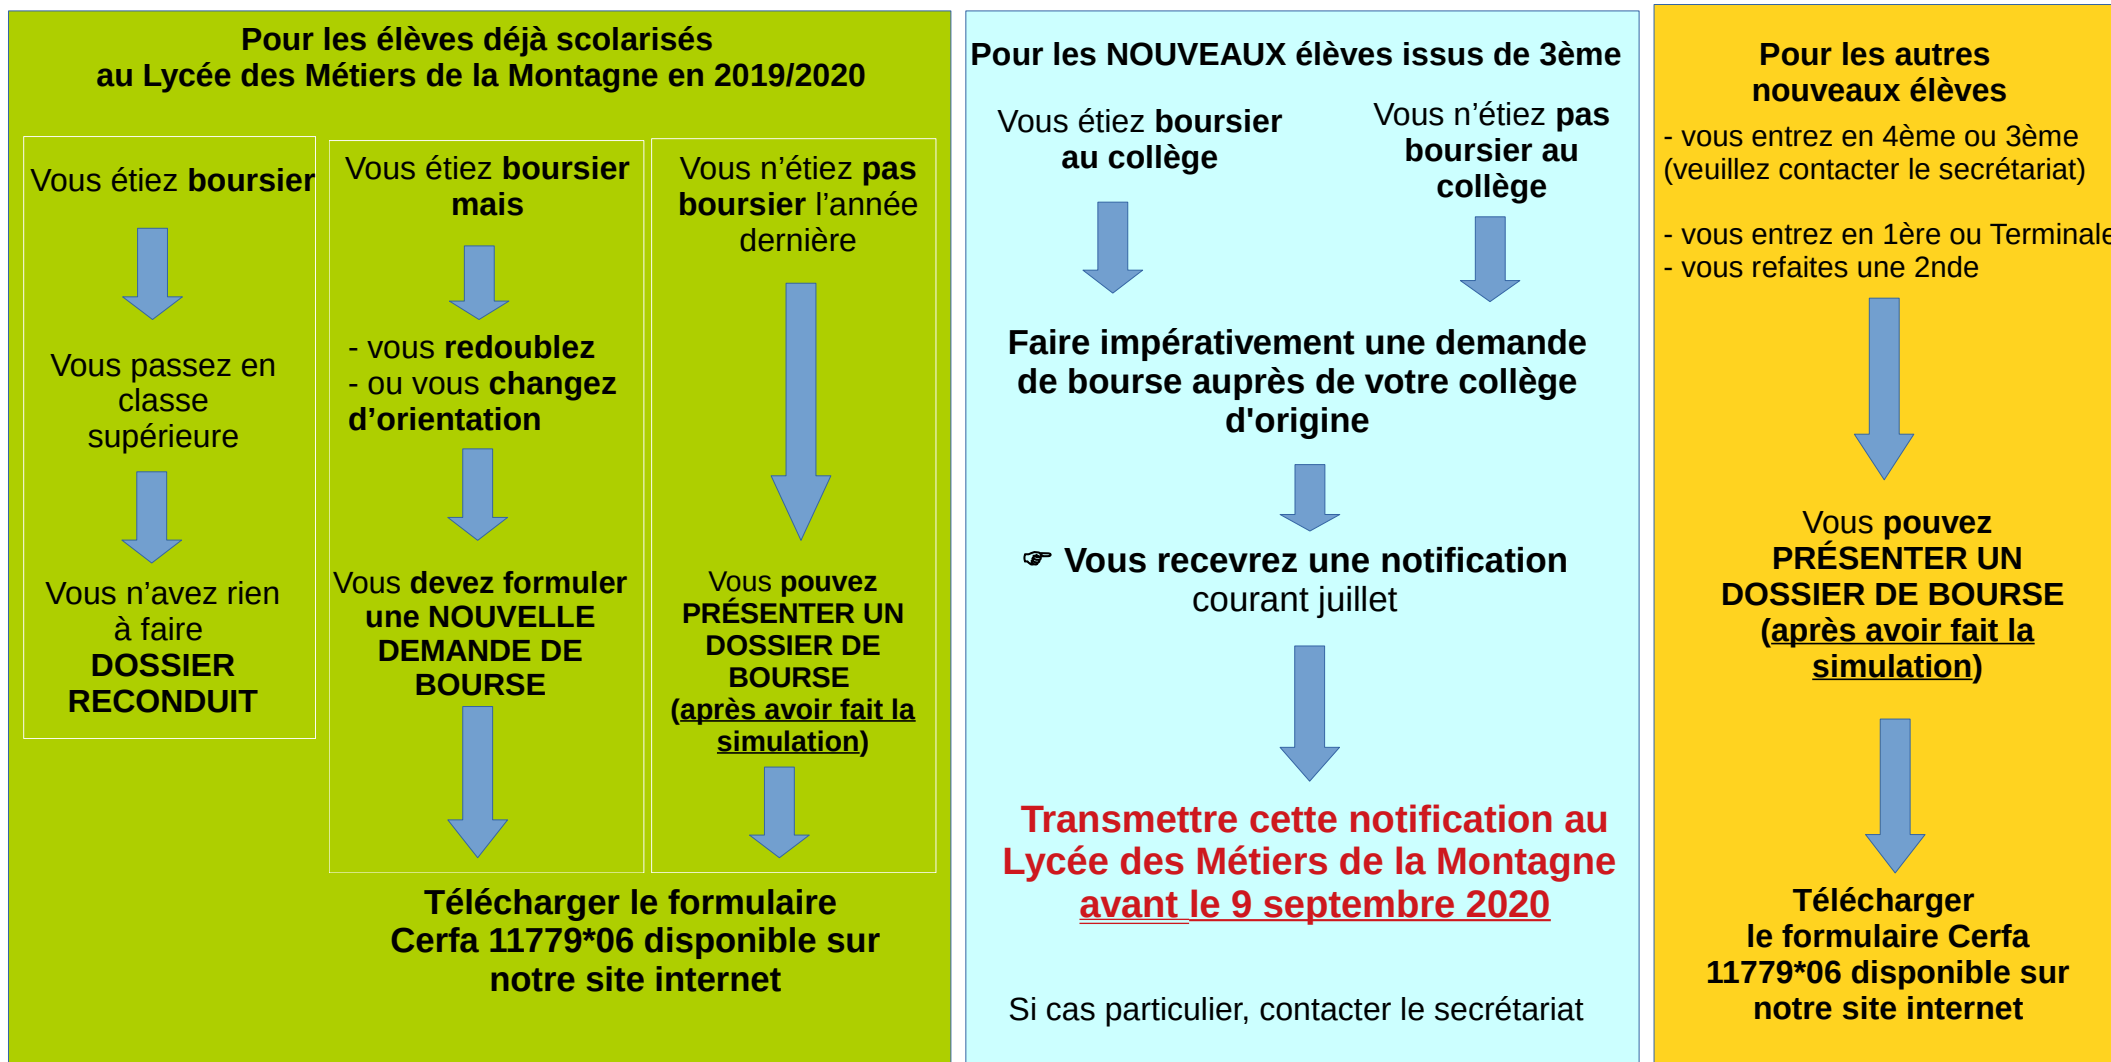 Pour les élèves déjà scolarisés
au Lycée des Métiers de la Montagne en 2019/2020
Vous étiez boursier
Vous passez en
classe
supérieure
Vous n’avez rien
à faire
DOSSIER
RECONDUIT
Vous étiez boursier
mais
- vous redoublez
- ou vous changez
d’orientation
Vous devez formuler
une NOUVELLE
DEMANDE DE
BOURSE
Vous n’étiez pas
boursier l’année
dernière
Vous pouvez
PRÉSENTER UN
DOSSIER DE
BOURSE
(après avoir fait la
simulation)
Télécharger le formulaire
Cerfa 11779*06 disponible sur
notre site internet
Pour les NOUVEAUX élèves issus de 3ème
Vous étiez boursier
au collège
Vous n’étiez pas
boursier au
collège
Faire impérativement une demande
de bourse auprès de votre collège
d'origine
☞ Vous recevrez une notification
courant juillet
Transmettre cette notification au
Lycée des Métiers de la Montagne
avant le 9 septembre 2020
Si cas particulier, contacter le secrétariat
Pour les autres
nouveaux élèves
- vous entrez en 4ème ou 3ème
(veuillez contacter le secrétariat)
- vous entrez en 1ère ou Terminale
- vous refaites une 2nde
Vous pouvez
PRÉSENTER UN
DOSSIER DE BOURSE
(après avoir fait la
simulation)
Télécharger
le formulaire Cerfa
11779*06 disponible sur
notre site internet